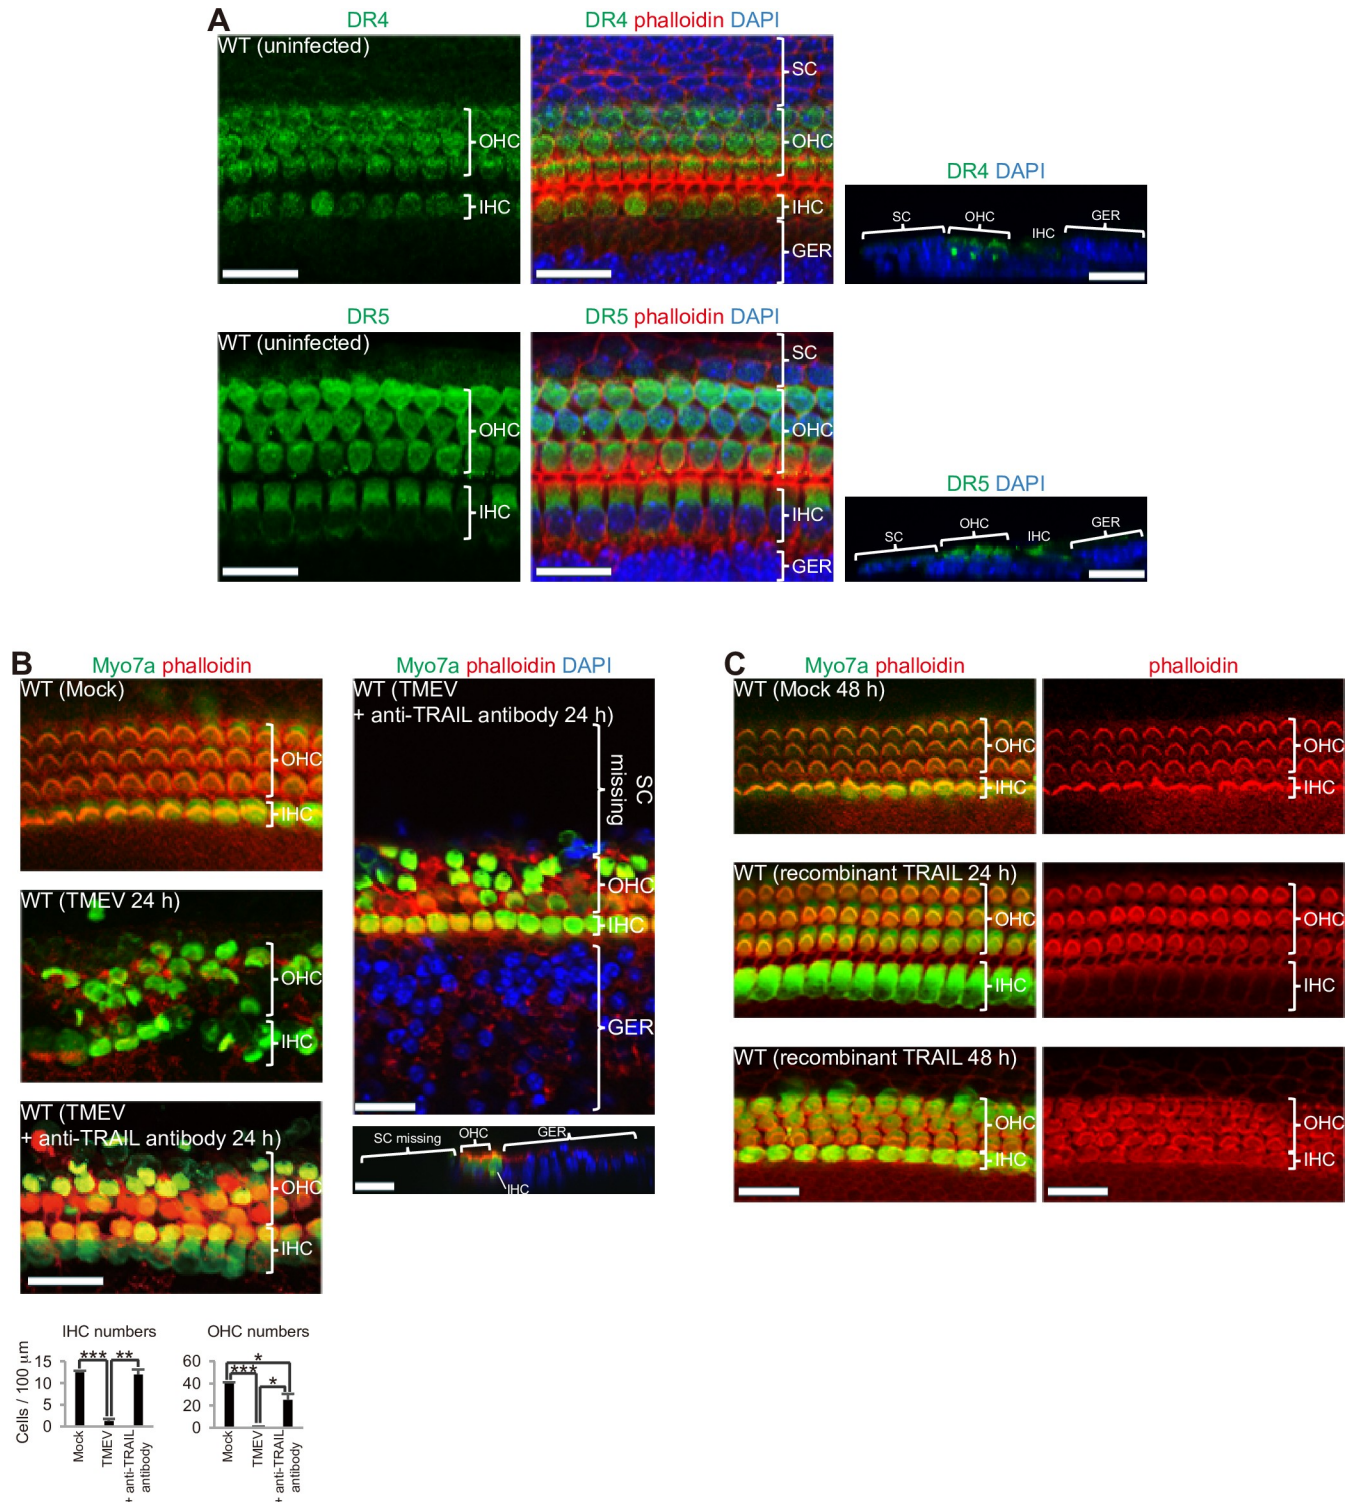 A
DR4
DR4 phalloidin DAPI
WT (uninfected)
OHC
IHC
SC
OHC
IHC
GER
DR4 DAPI
SC
OHC
IHC
GER
DR5
DR5 phalloidin DAPI
WT (uninfected)
OHC
IHC
SC
OHC
IHC
GER
DR5 DAPI
SC
OHC
IHC
GER
B
Myo7a phalloidin
WT (Mock)
OHC
IHC
WT (TMEV 24 h)
OHC
IHC
WT (TMEV
+ anti-TRAIL antibody 24 h)
OHC
IHC
Myo7a phalloidin DAPI
WT (TMEV
+ anti-TRAIL antibody 24 h)
SC
missing
OHC
IHC
GER
SC missing
OHC
GER
IHC
IHC numbers
Cells / 100 µm
15
10
5
0
***
**
Mock
TMEV
+ anti-TRAIL
antibody
OHC numbers
60
40
20
0
*
***
*
Mock
TMEV
+ anti-TRAIL
antibody
C
Myo7a phalloidin
phalloidin
WT (Mock 48 h)
OHC
IHC
OHC
IHC
WT (recombinant TRAIL 24 h)
OHC
IHC
OHC
IHC
WT (recombinant TRAIL 48 h)
OHC
IHC
OHC
IHC